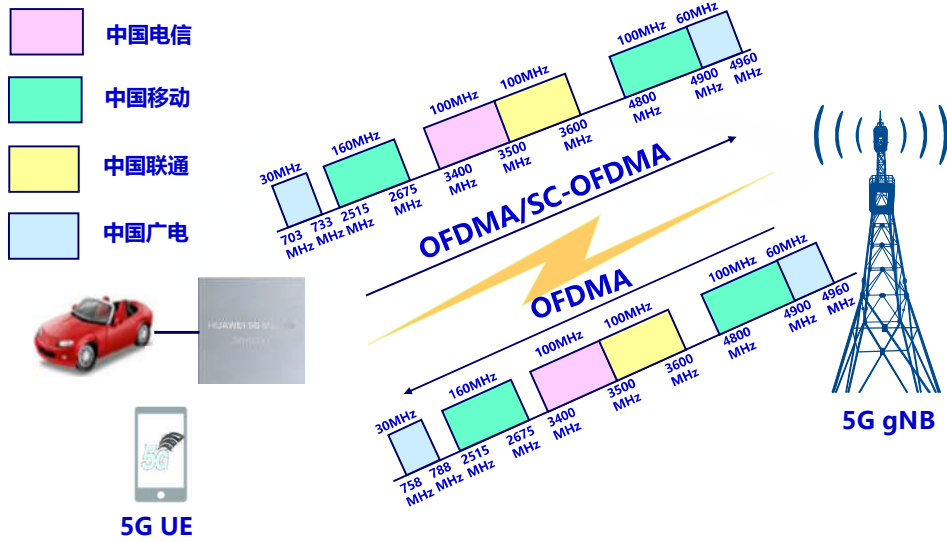 中国电信
中国移动
中国联通
中国广电
30MHz
160MHz
100MHz
100MHz
100MHz
60MHz
703
MHz
733
MHz
2515
MHz
2675
MHz
3400
MHz
3500
MHz
3600
MHz
4800
MHz
4900
MHz
4960
MHz
OFDMA/SC-OFDMA
OFDMA
30MHz
160MHz
100MHz
100MHz
100MHz
60MHz
758
MHz
788
MHz
2515
MHz
2675
MHz
3400
MHz
3500
MHz
3600
MHz
4800
MHz
4900
MHz
4960
MHz
HUAWEI 5G
5G
5G UE
5G gNB